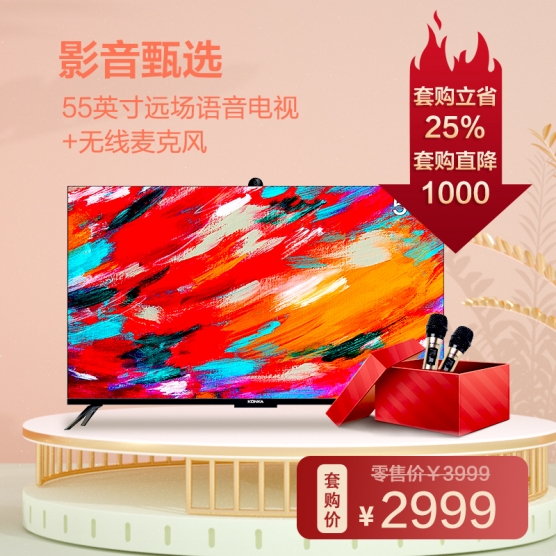 影音甄选
55英寸远场语音电视
+无线麦克风
套购立省
25%
套购直降
1000
5
KONKA
套购价
零售价¥3999
¥2999